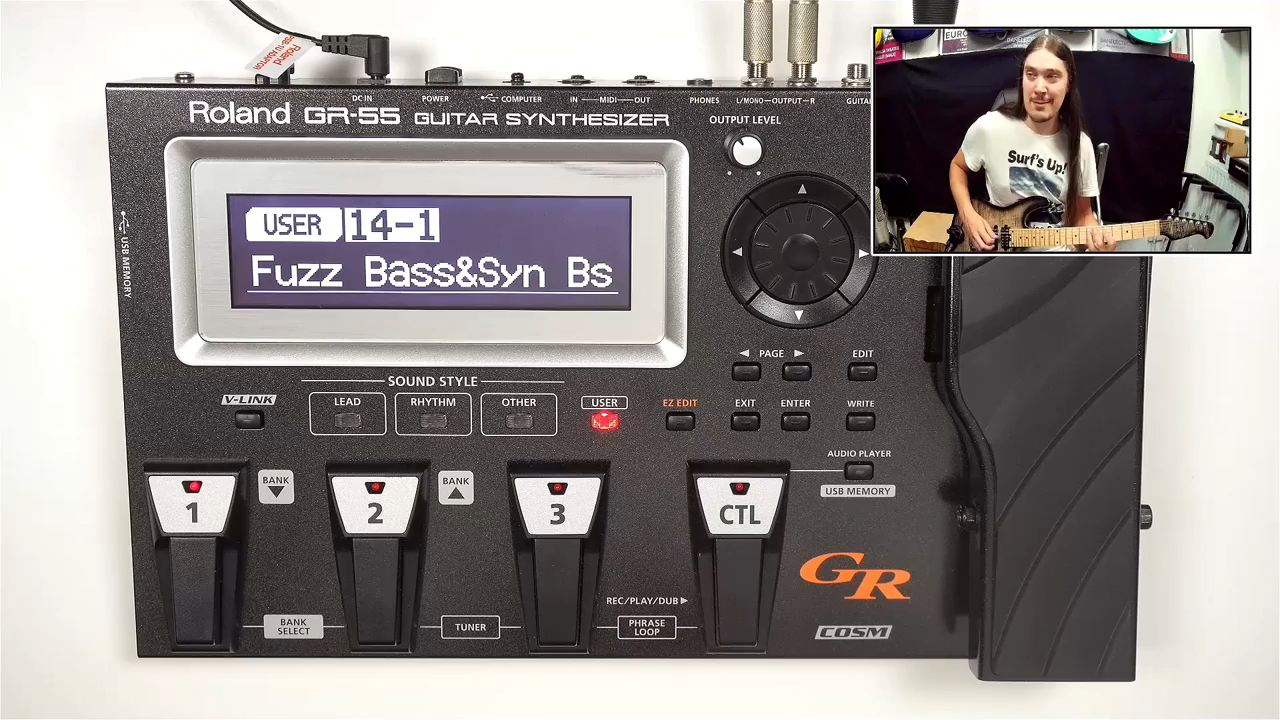 Roland
DC IN
POWER
COMPUTER
IN — MIDI — OUT
PHONES
L/MONO—OUTPUT—R
GUITAR
Roland GR-55 GUITAR SYNTHESIZER
OUTPUT LEVEL
USB MEMORY
USER 14-1
Fuzz Bass&Syn Bs
Surf's Up!
PAGE
EDIT
SOUND STYLE
V-LINK
LEAD
RHYTHM
OTHER
USER
EZ EDIT
EXIT
ENTER
WRITE
AUDIO PLAYER
USB MEMORY
1
BANK
2
BANK
3
CTL
GR
REC/PLAY/DUB
BANK SELECT
TUNER
PHRASE LOOP
COSM